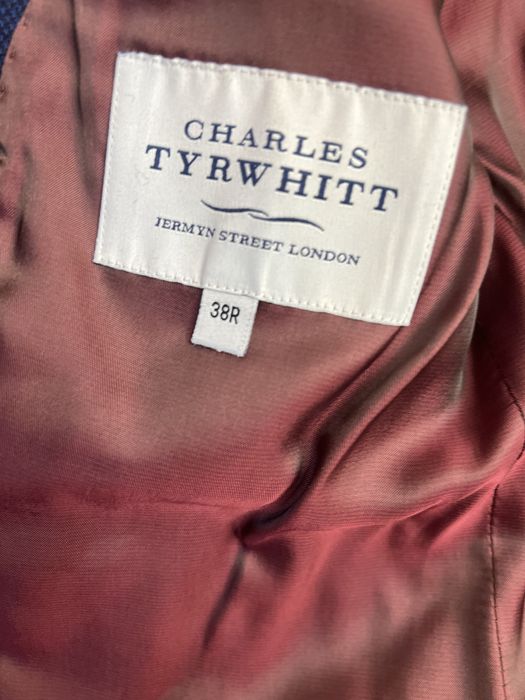 CHARLES
TYRWHITT
JERMYN STREET LONDON
38R